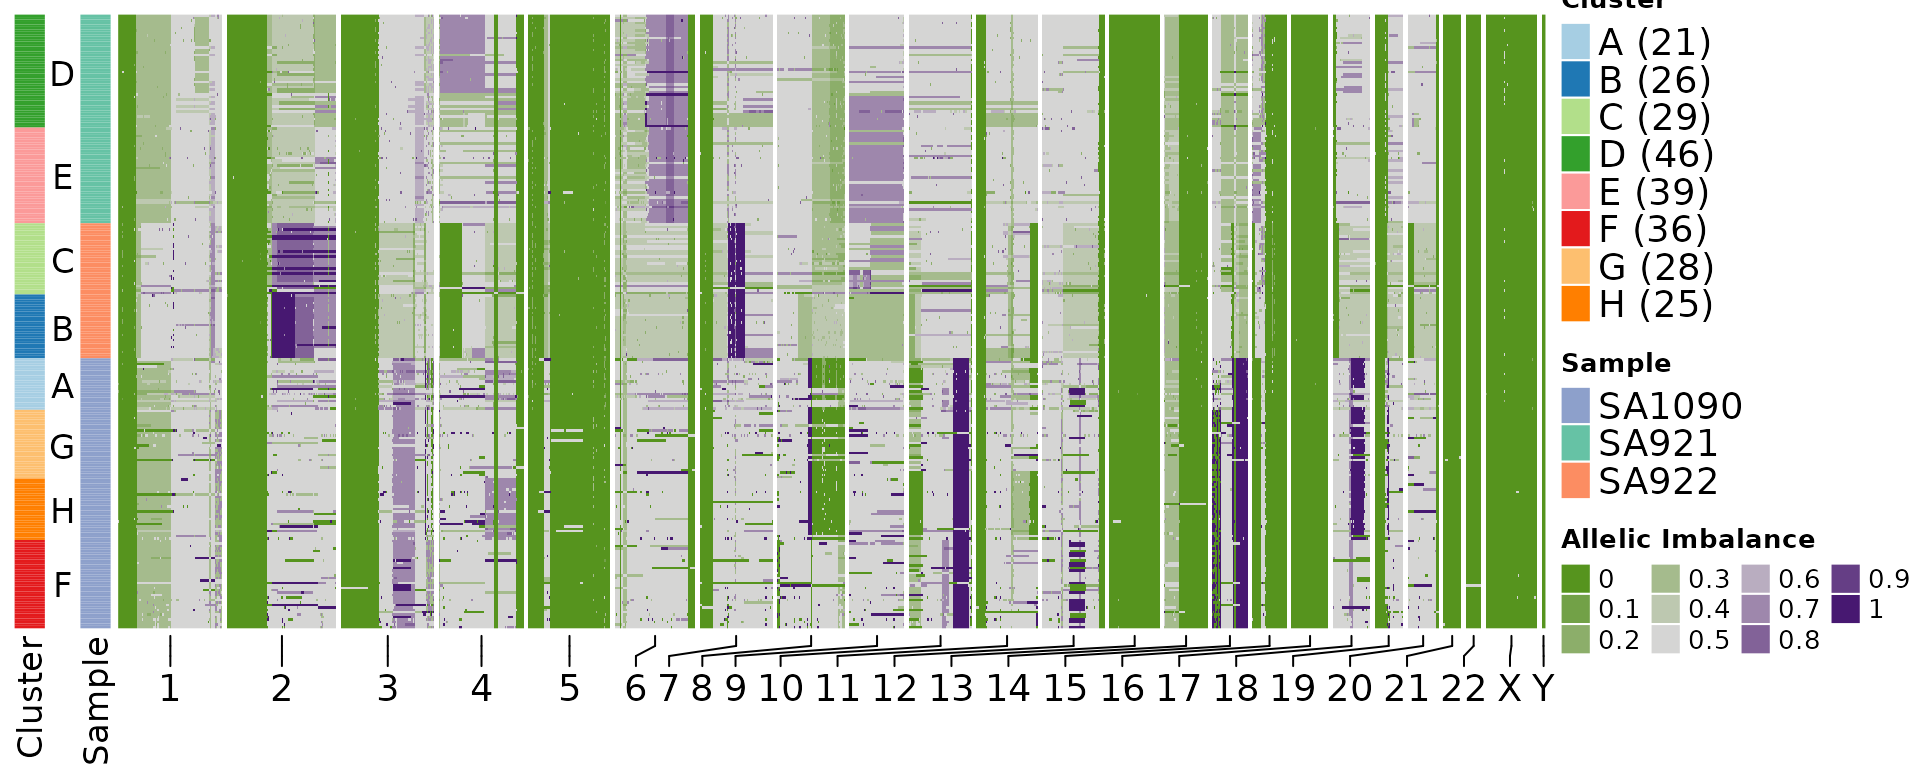 Cluster
A (21)
B (26)
C (29)
D (46)
E (39)
F (36)
G (28)
H (25)
Sample
SA1090
SA921
SA922
Allelic Imbalance
0 0.3 0.6 0.9
0.1 0.4 0.7 1
0.2 0.5 0.8
D
E
C
B
A
G
H
F
Cluster
Sample
1 2 3 4 5 6 7 8 9 10 11 12 13 14 15 16 17 18 19 20 21 22 X Y